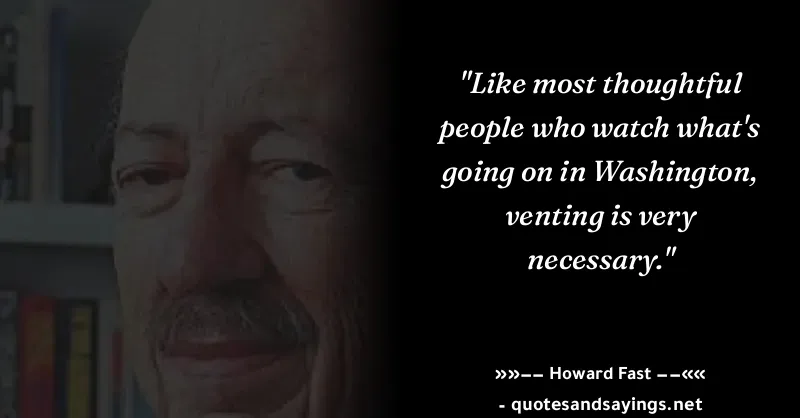 "Like most thoughtful
people who watch what's
going on in Washington,
venting is very
necessary."
»»−− Howard Fast −−««
- quotesandsayings.net